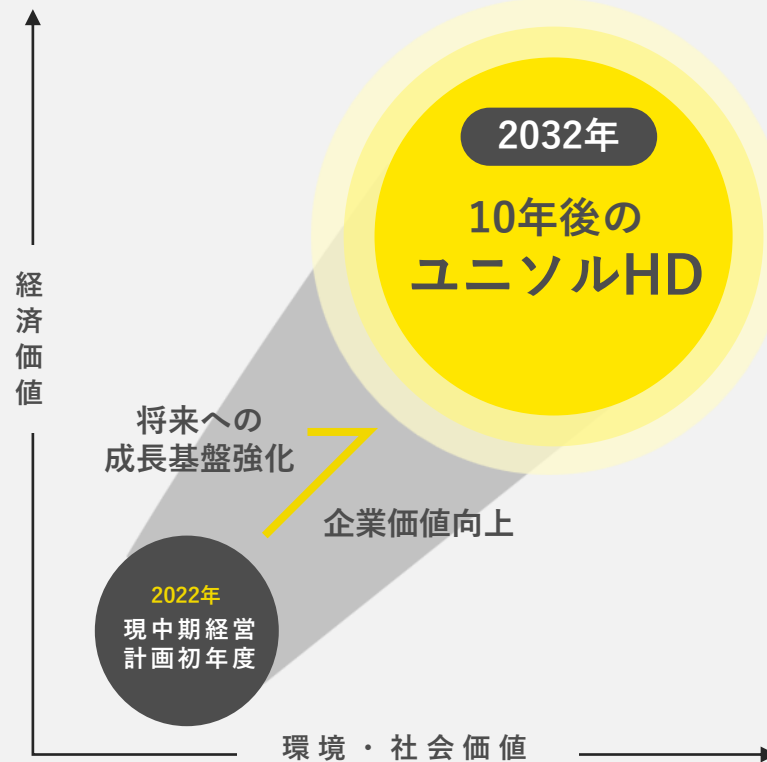 2032年
10年後の
ユニソルHD
経済価値
将来への
成長基盤強化
企業価値向上
2022年
現中期経営
計画初年度
環境・社会価値